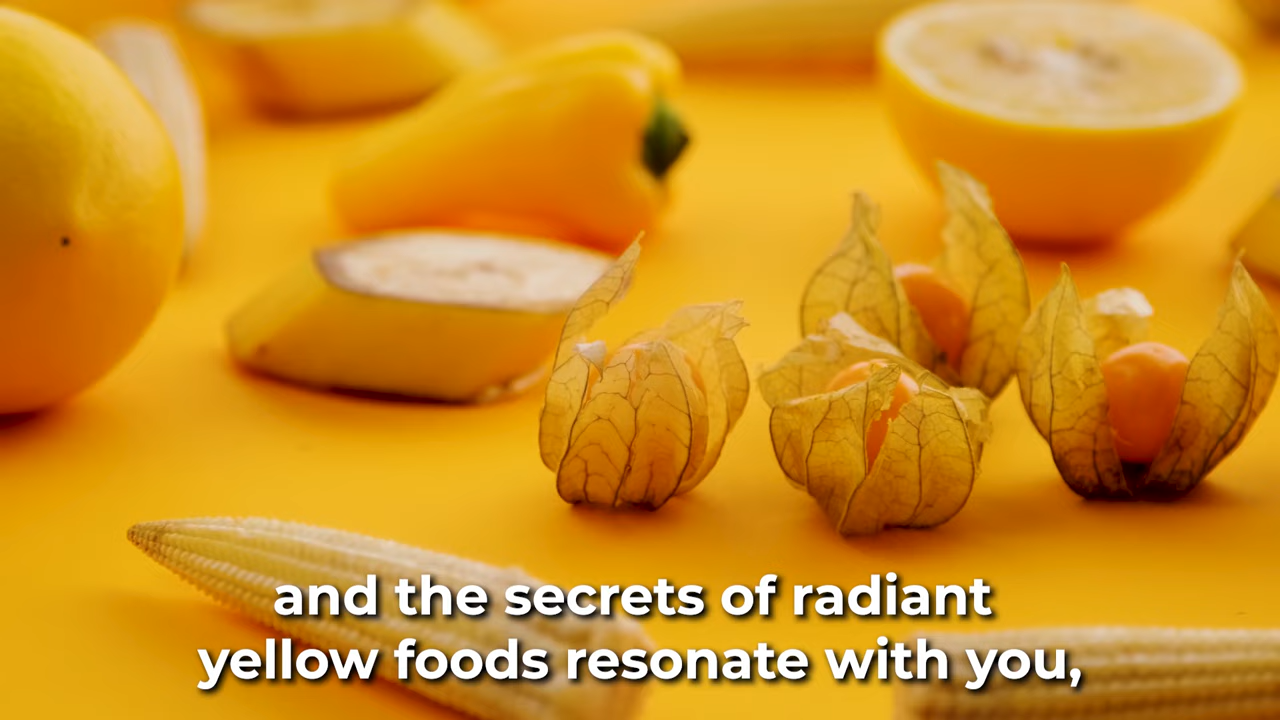 and the secrets of radiant
yellow foods resonate with you,